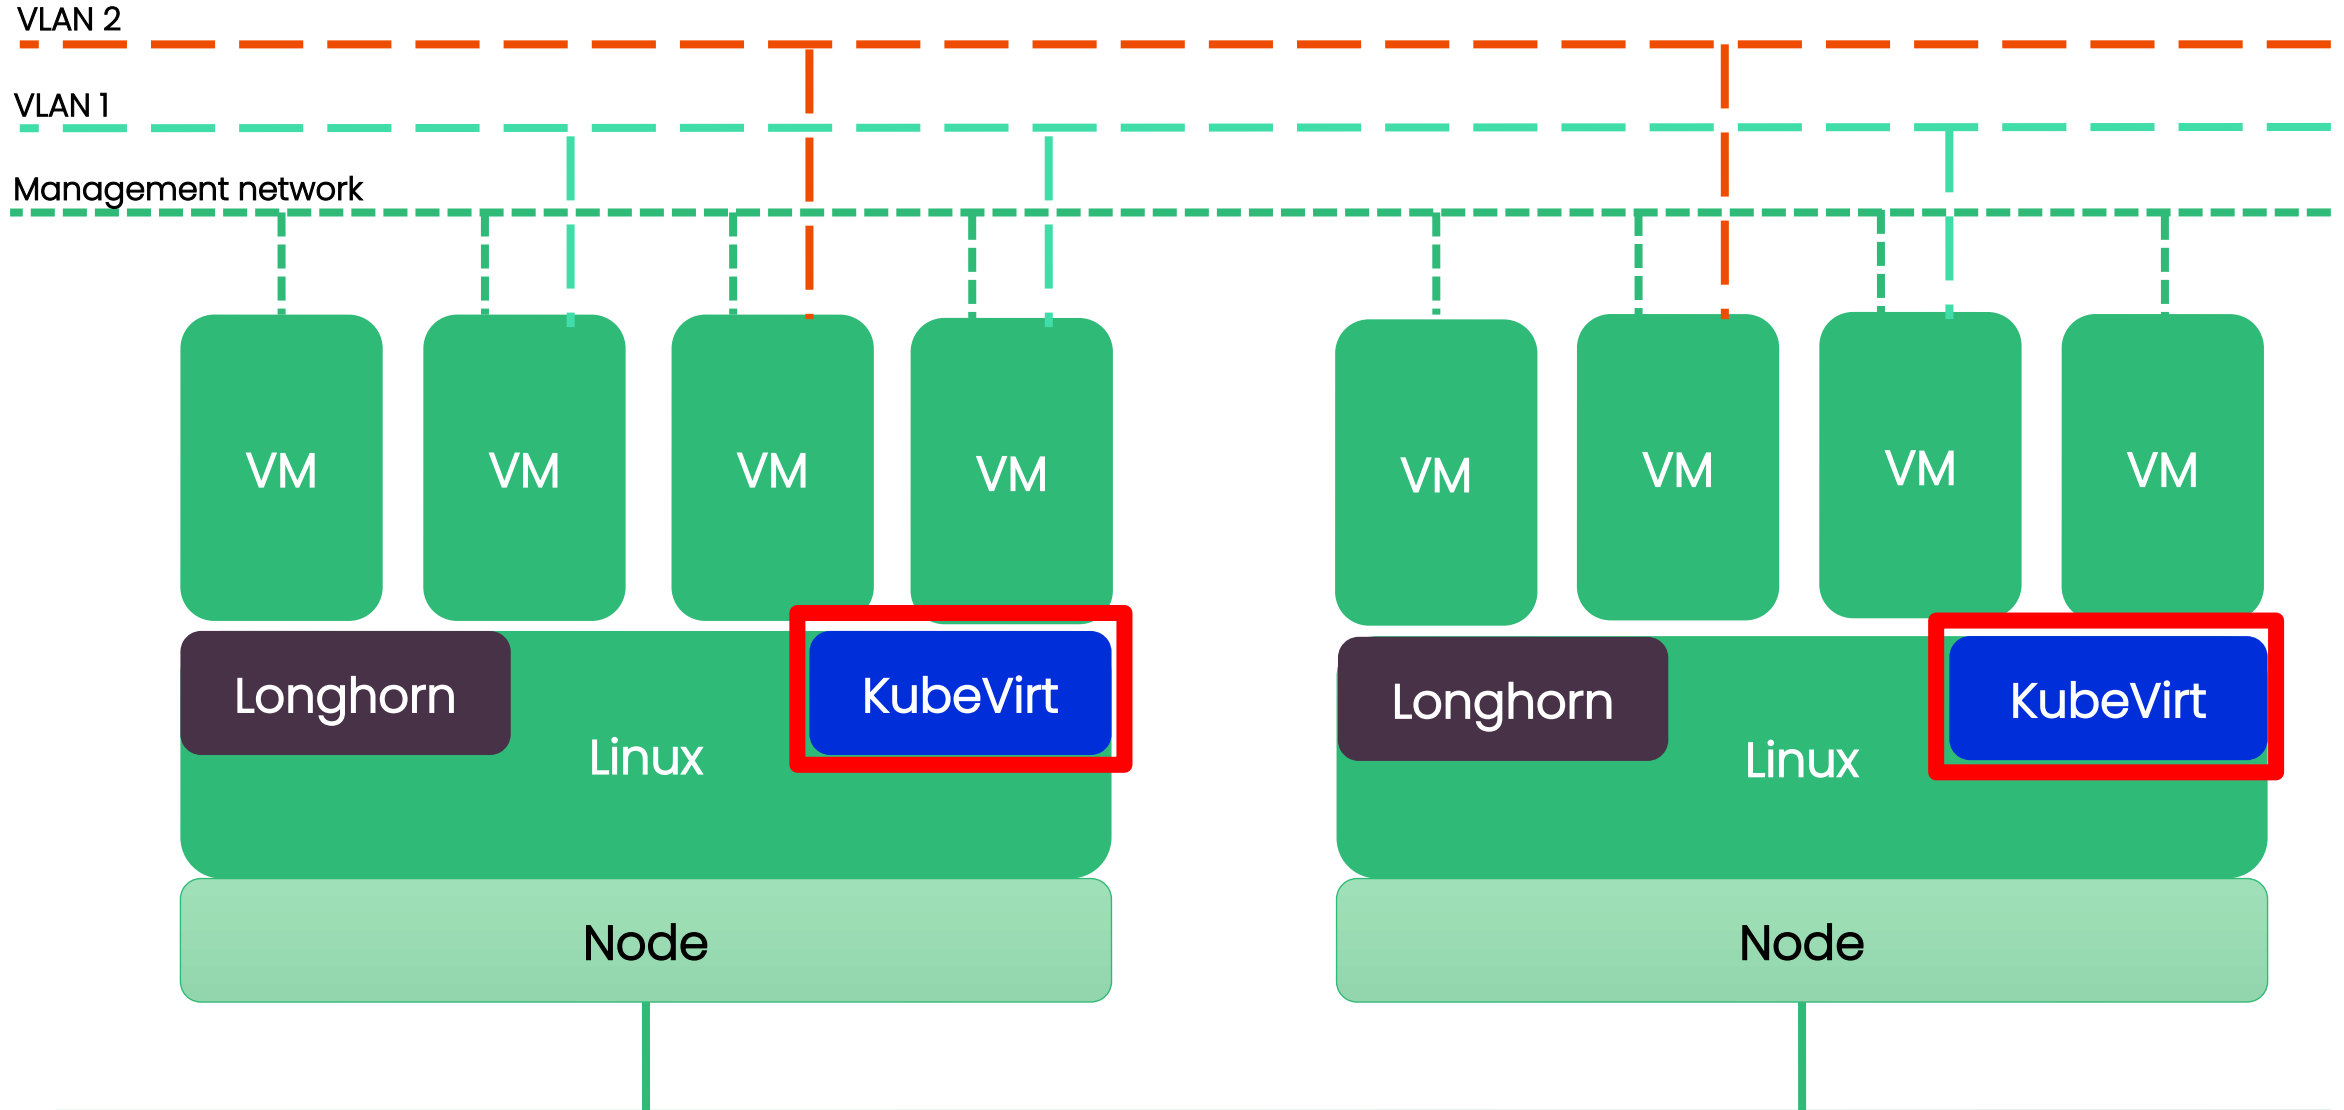 VLAN 2
VLAN 1
Management network
VM
VM
VM
VM
VM
VM
VM
VM
Longhorn
KubeVirt
Linux
Longhorn
KubeVirt
Linux
Node
Node